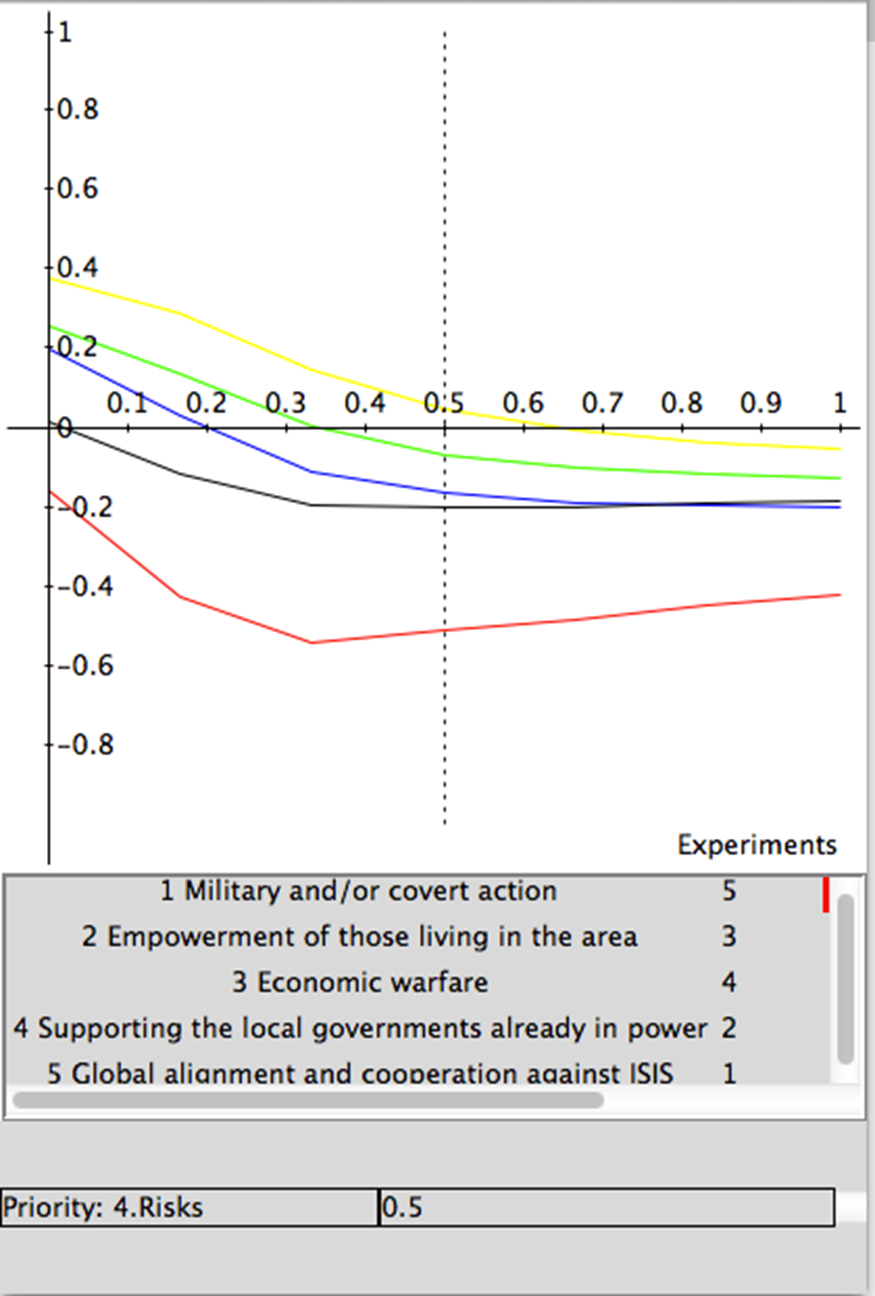 1
0.8
0.6
0.4
0.2
0.1 0.2 0.3 0.4 0.5 0.6 0.7 0.8 0.9 1
0
-0.2
-0.4
-0.6
-0.8
Experiments
1 Military and/or covert action 5
2 Empowerment of those living in the area 3
3 Economic warfare 4
4 Supporting the local governments already in power 2
5 Global alignment and cooperation against ISIS 1
Priority: 4.Risks 0.5